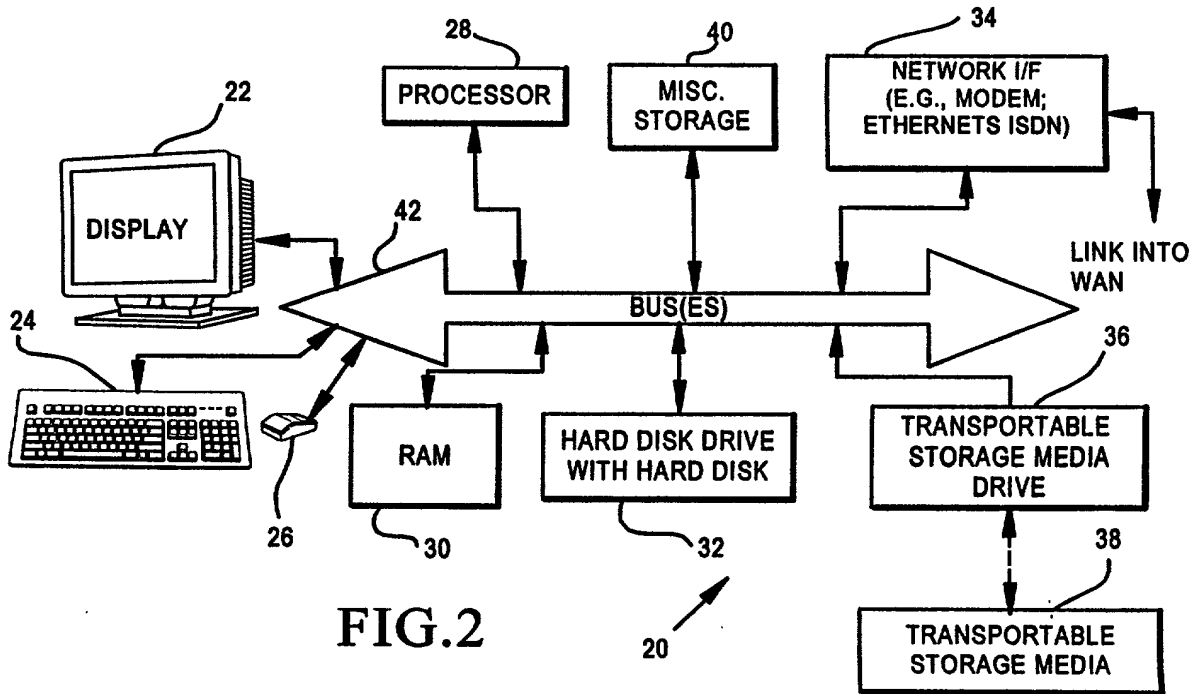 28
PROCESSOR
40
MISC.
STORAGE
34
NETWORK I/F
(E.G., MODEM;
ETHERNETS ISDN)
22
DISPLAY
42
BUS(ES)
LINK INTO
WAN
24
26
RAM
30
HARD DISK DRIVE
WITH HARD DISK
32
36
TRANSPORTABLE
STORAGE MEDIA
DRIVE
38
TRANSPORTABLE
STORAGE MEDIA
20
FIG.2